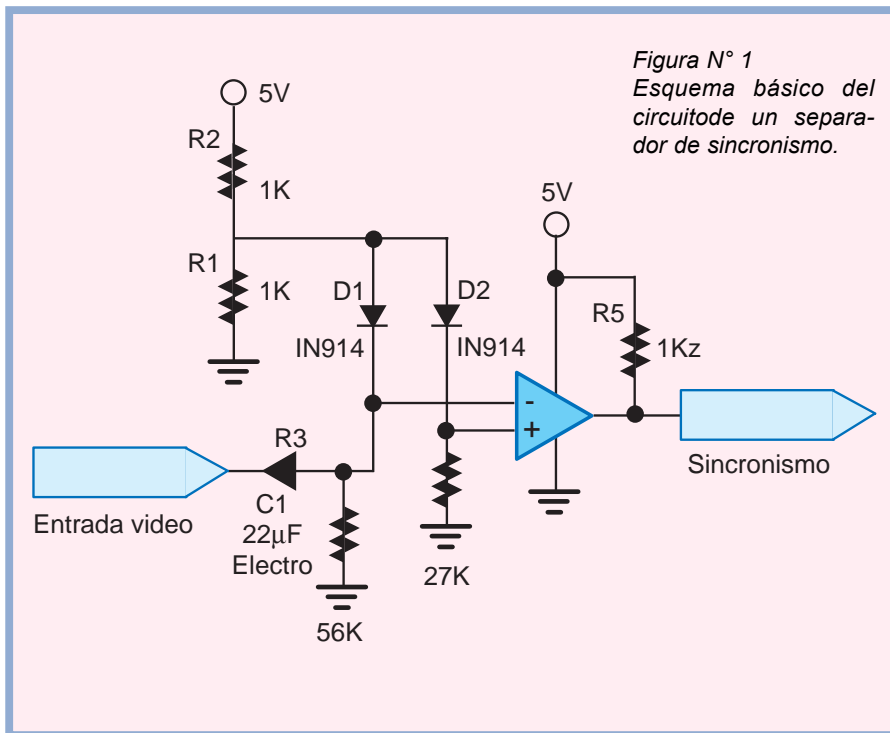 Figura N° 1
Esquema básico del
circuitode un separa-
dor de sincronismo.
5V
R2
1K
R1
1K
D1
IN914
D2
IN914
5V
R5
1Kz
-
+
Sincronismo
Entrada video
R3
C1
22µF
Electro
56K
27K